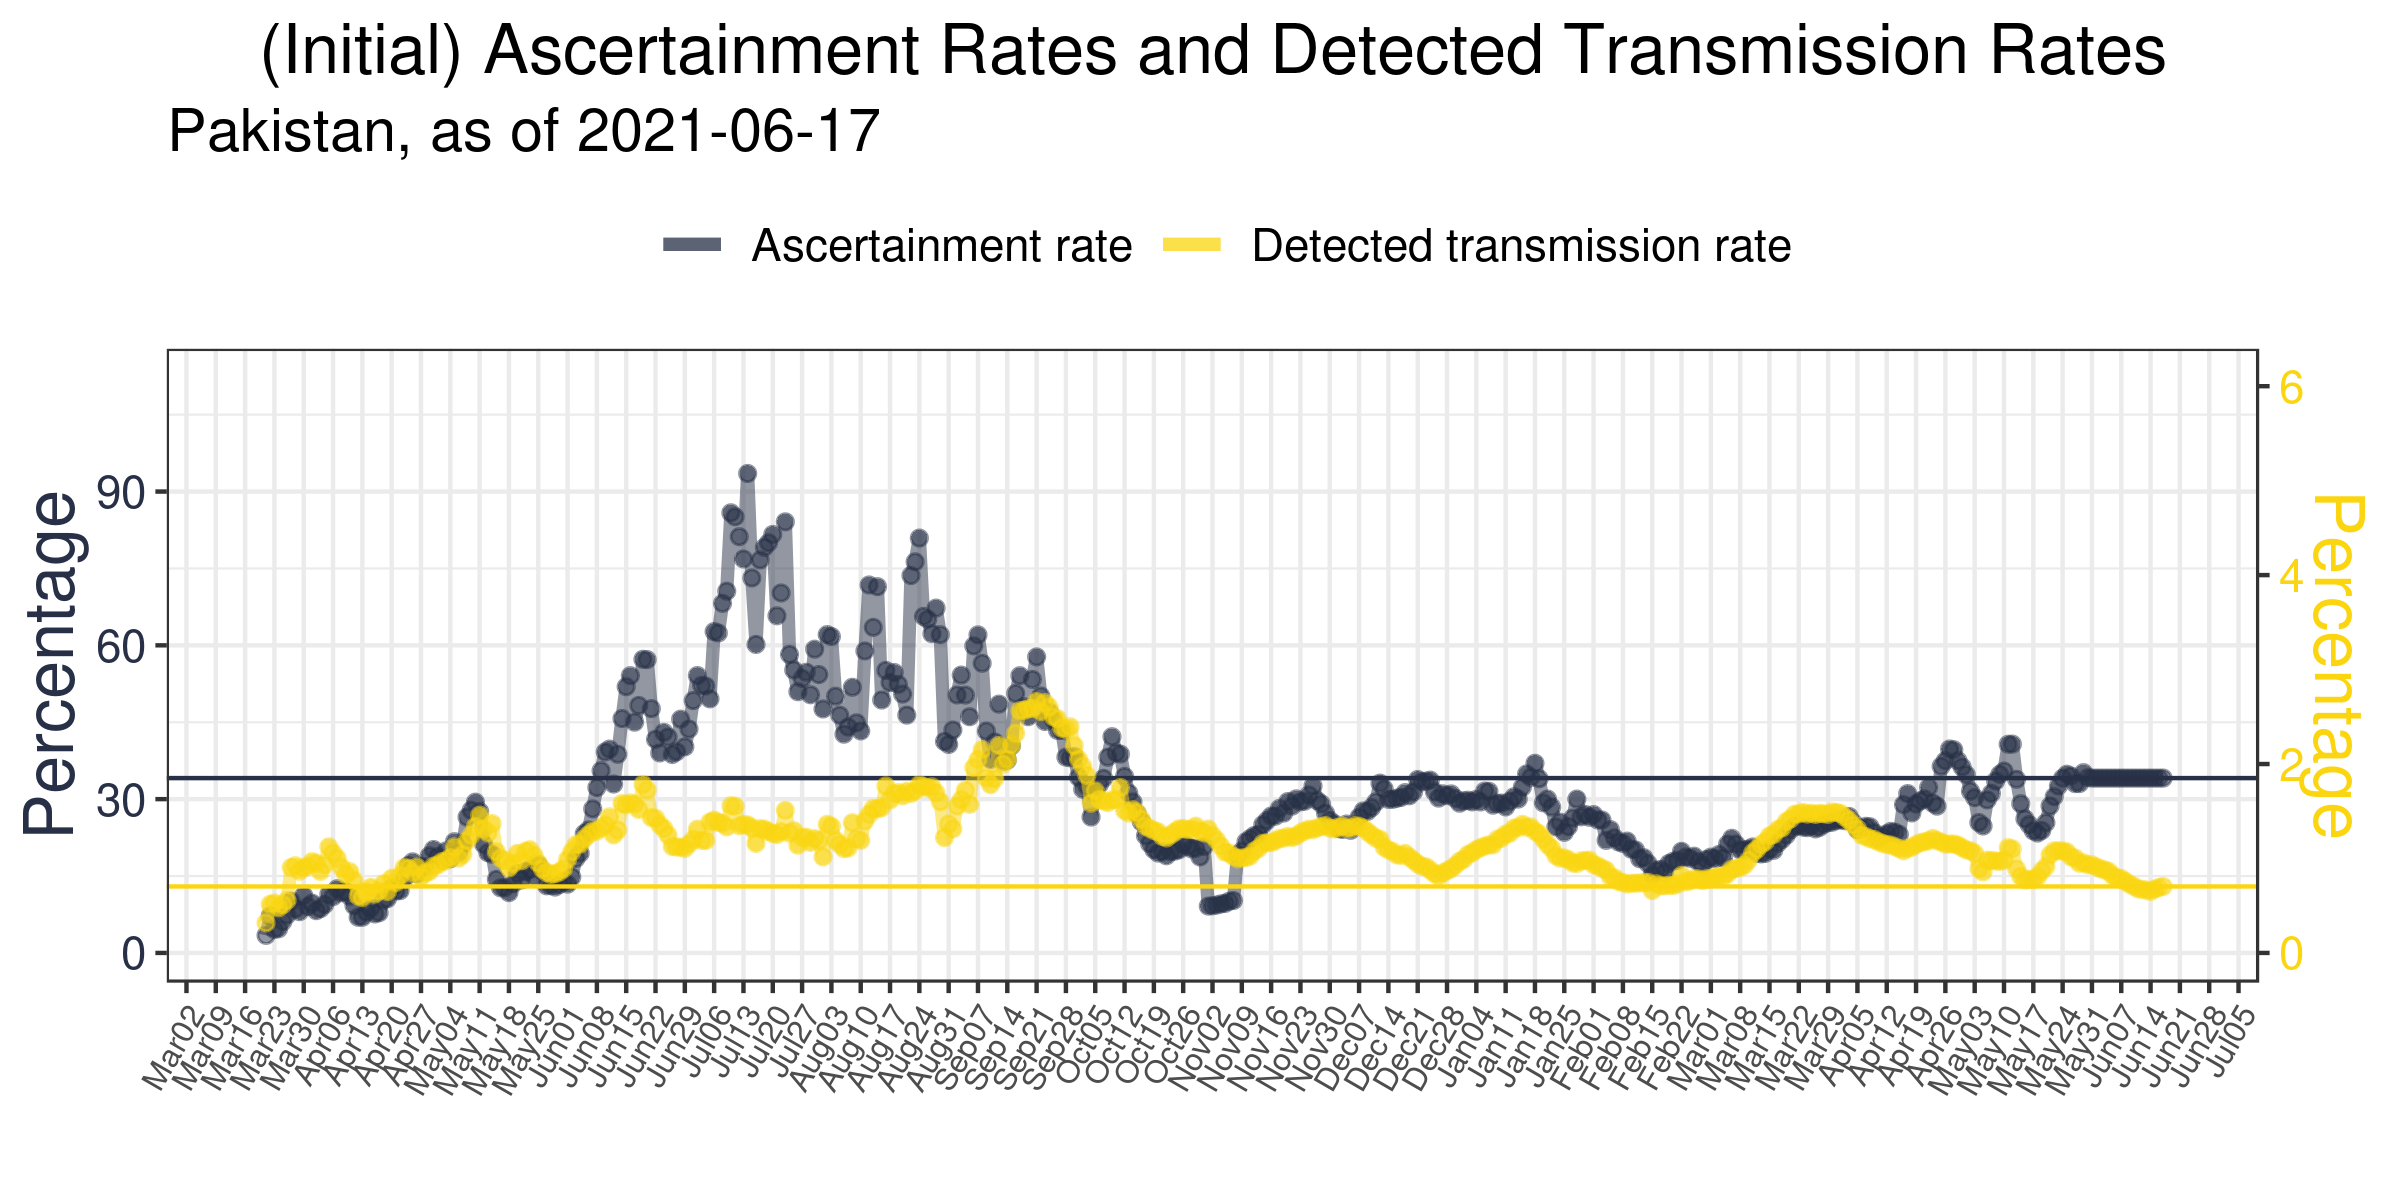 (Initial) Ascertainment Rates and Detected Transmission Rates
Pakistan, as of 2021-06-17
Ascertainment rate Detected transmission rate
Percentage
90
60
30
0
6
4
2
0
Percentage
Mar02 Mar09 Mar16 Mar23 Mar30 Apr06 Apr13 Apr20 Apr27 May04 May11 May18 May25 Jun01 Jun08 Jun15 Jun22 Jun29 Jul06 Jul13 Jul20 Jul27 Aug03 Aug10 Aug17 Aug24 Aug31 Sep07 Sep14 Sep21 Sep28 Oct05 Oct12 Oct19 Oct26 Nov02 Nov09 Nov16 Nov23 Nov30 Dec07 Dec14 Dec21 Dec28 Jan04 Jan11 Jan18 Jan25 Feb01 Feb08 Feb15 Feb22 Mar01 Mar08 Mar15 Mar22 Mar29 Apr05 Apr12 Apr19 Apr26 May03 May10 May17 May24 May31 Jun07 Jun14 Jun21 Jun28 Jul05